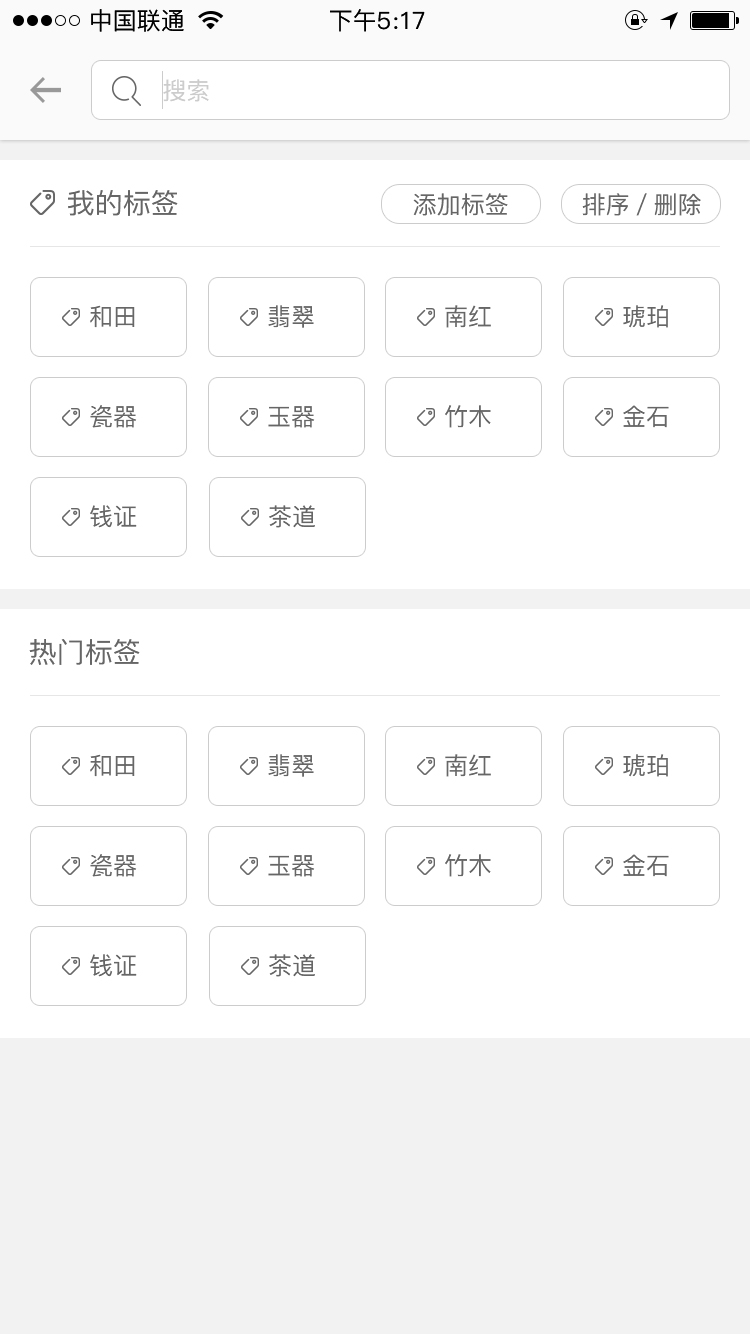 中国联通 下午5:17
搜索
我的标签 添加标签 排序 / 删除
和田 翡翠 南红 琥珀
瓷器 玉器 竹木 金石
钱证 茶道
热门标签
和田 翡翠 南红 琥珀
瓷器 玉器 竹木 金石
钱证 茶道